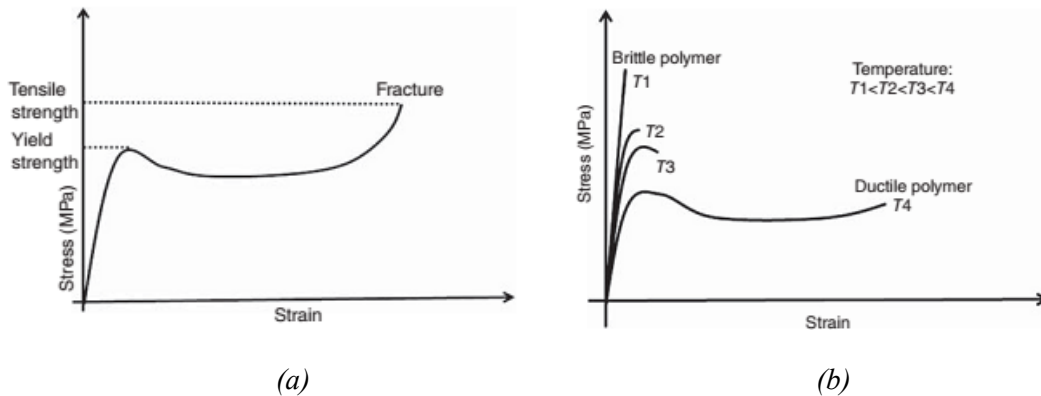 Tensile
strength
Fracture
Yield
strength
Stress (MPa)
Strain
(a)
Brittle polymer
T1
Temperature:
T1<T2<T3<T4
T2
T3
Ductile polymer
T4
Stress (MPa)
Strain
(b)